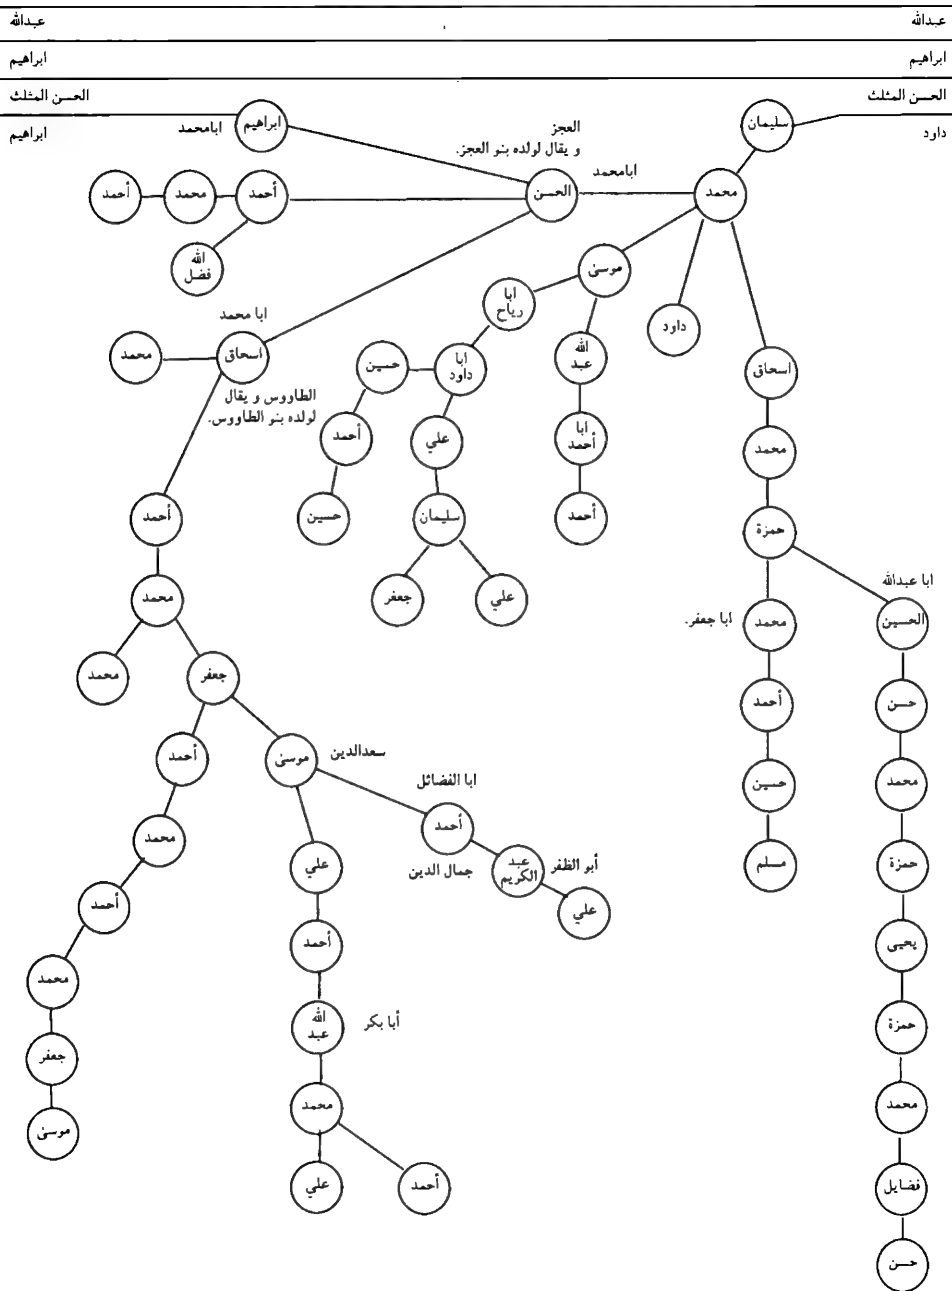 عبدالله
عبدالله
ابراهيم
ابراهيم
الحسن المثلث
الحسن المثلث
داود
سليمان
ابراهيم
ابامحمد
ابراهيم
العجز
و يقال لولده بنو العجز.
ابامحمد
محمد
الحسن
أحمد
محمد
أحمد
الله
فضل
موسىٰ
ابا
رياح
داود
ابا محمد
اسحاق
محمد
الطاووس و يقال
لولده بنو الطاووس.
الله
عبد
ابا
داود
حسين
اسحاق
أحمد
علي
ابا
أحمد
محمد
حسين
سليمان
أحمد
حمزة
أحمد
محمد
جعفر
علي
ابا عبدالله
الحسين
محمد
ابا جعفر.
محمد
جعفر
أحمد
حسن
أحمد
موسىٰ
سعدالدين
حسين
محمد
ابا الفضائل
أحمد
جمال الدين
محمد
علي
عبد
الكريم
أبو الظفر
علي
مسلم
حمزة
أحمد
أحمد
يحيى
محمد
الله
عبد
أبا بكر
حمزة
جعفر
محمد
محمد
موسىٰ
علي
أحمد
فضايل
حسن